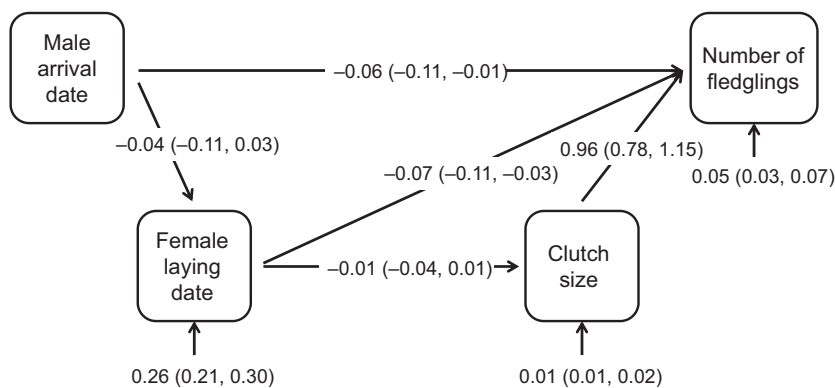 Male
arrival
date
Number of
fledglings
–0.06 (–0.11, –0.01)
–0.04 (–0.11, 0.03)
0.96 (0.78, 1.15)
–0.07 (–0.11, –0.03)
0.05 (0.03, 0.07)
Female
laying
date
–0.01 (–0.04, 0.01)
Clutch
size
0.26 (0.21, 0.30)
0.01 (0.01, 0.02)